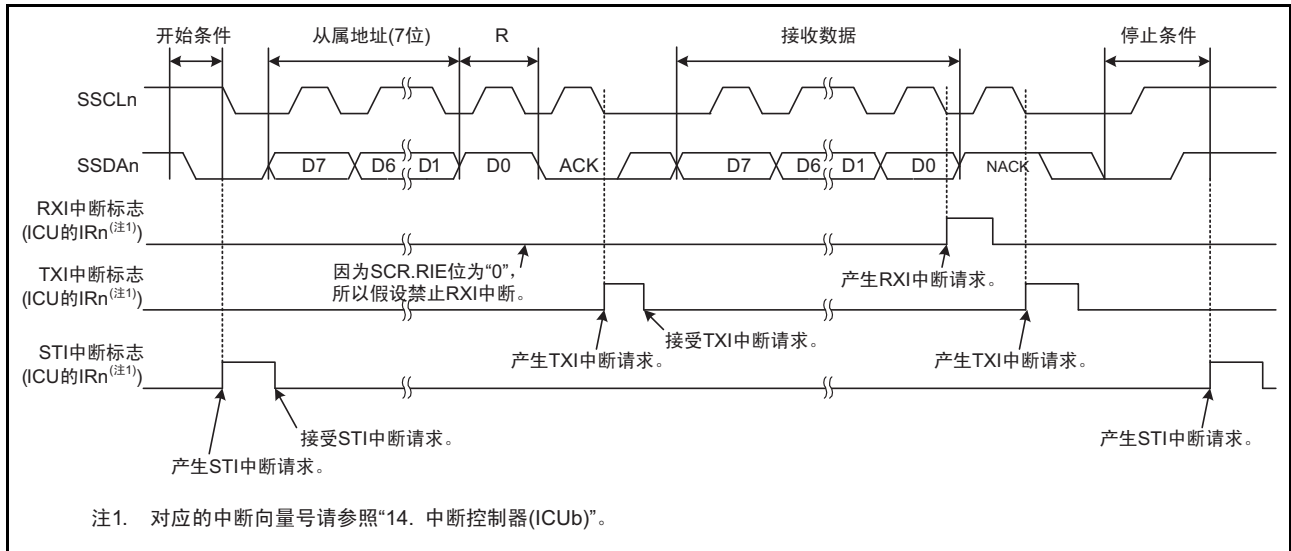 开始条件 从属地址(7位) R 接收数据 停止条件
SSCLn
SSDAn D7 D6 D1 D0 ACK D7 D6 D1 D0 NACK
RXI中断标志
(ICU的IRn(注1))
因为SCR.RIE位为“0”，
所以假设禁止RXI中断。
产生RXI中断请求。
TXI中断标志
(ICU的IRn(注1))
产生TXI中断请求。
接受TXI中断请求。
产生TXI中断请求。
STI中断标志
(ICU的IRn(注1))
产生STI中断请求。
接受STI中断请求。
产生STI中断请求。
注1. 对应的中断向量号请参照“14. 中断控制器(ICUb)”。